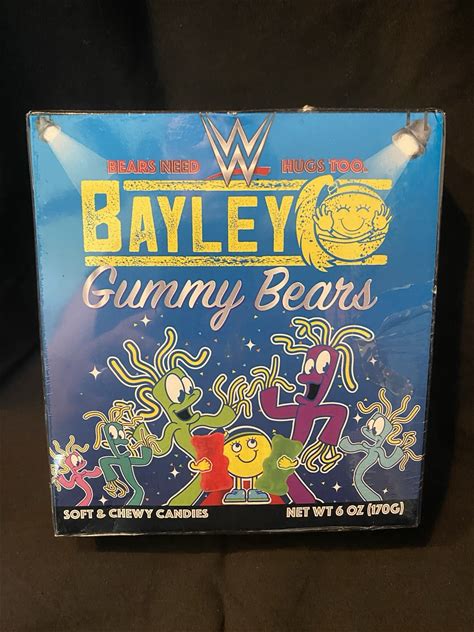 W
BEARS NEED HUGS TOO.
BAYLEY
Gummy Bears
SOFT & CHEWY CANDIES NET WT 6 OZ (170G)